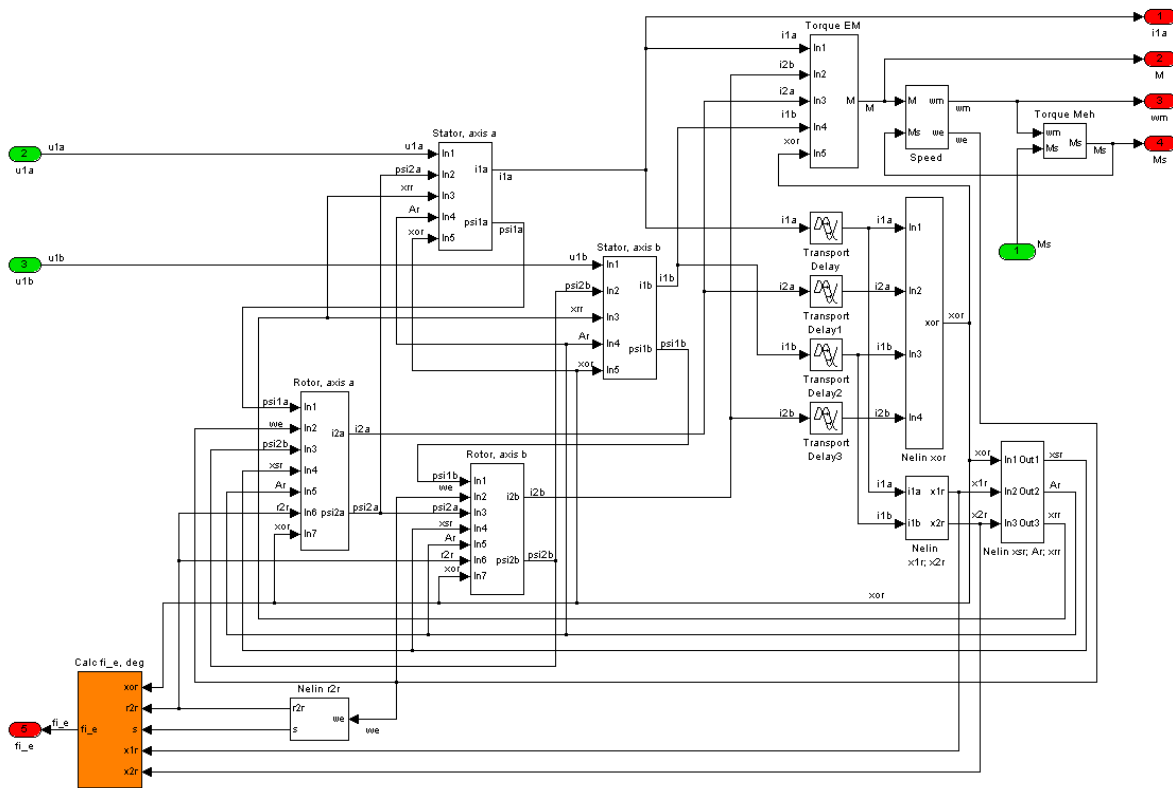 1
i1a
Torque EM
i1a
In1
i2b
In2
i2a
In3
M
M
i1b
In4
xor
In5
2
M
M
wm
wm
Ms
we
we
Speed
3
wm
Torque Meh
wm
Ms
Ms
Ms
4
Ms
1
Ms
2
u1a
u1a
Stator, axis a
In1
psi2a
In2
i1a
i1a
xrr
In3
Ar
In4
psi1a
psi1a
xor
In5
3
u1b
u1b
Stator, axis b
u1b
In1
psi2b
In2
i1b
i1b
xrr
In3
Ar
In4
psi1b
psi1b
xor
In5
i1a
Transport
Delay
i1a
In1
i2a
Transport
Delay1
i2a
In2
i1b
Transport
Delay2
i1b
In3
i2b
Transport
Delay3
i2b
In4
xor
xor
Nelin xor
Rotor, axis a
psi1a
In1
we
In2
i2a
i2a
psi2b
In3
xsr
In4
Ar
In5
r2r
In6
psi2a
psi2a
xor
In7
Rotor, axis b
psi1b
In1
we
In2
i2b
i2b
psi2a
In3
xsr
In4
Ar
In5
r2r
In6
psi2b
psi2b
xor
In7
i1a
i1a
x1r
x1r
i1b
i1b
x2r
x2r
Nelin
x1r; x2r
xor
In1
Out1
xsr
In2
Out2
Ar
In3
Out3
xrr
Nelin xsr; Ar; xrr
xor
Calc fi_e, deg
xor
r2r
fi_e
s
x1r
x2r
fi_e
5
fi_e
Nelin r2r
r2r
we
s
we